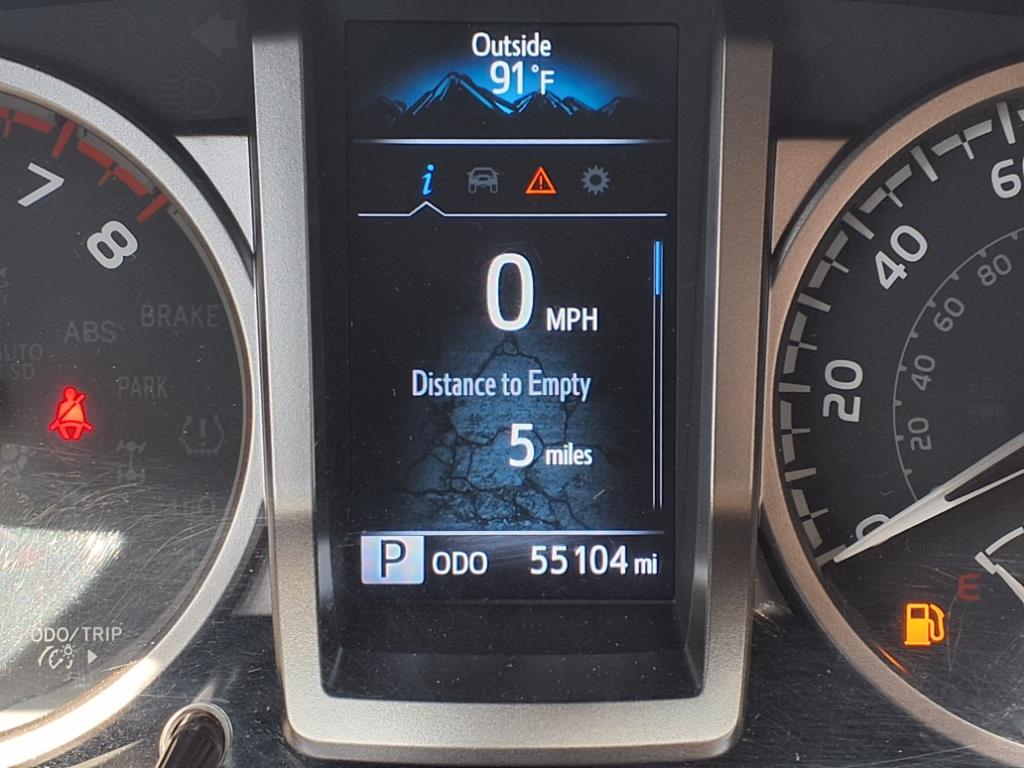 Outside
91°F
i
0 MPH
Distance to Empty
5 miles
P ODO 55104 mi
7
8
BRAKE
ABS
AUTO
PARK
ODO/TRIP
0
20
40
60
20
40
60
80
E